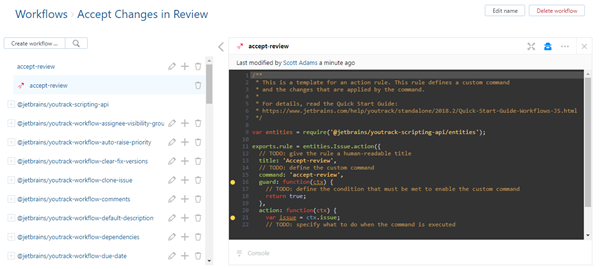 Workflows › Accept Changes in Review
Edit name
Delete workflow
Create workflow ...
accept-review
accept-review
@jetbrains/youtrack-scripting-api
@jetbrains/youtrack-workflow-assignee-visibility-grou
@jetbrains/youtrack-workflow-auto-raise-priority
@jetbrains/youtrack-workflow-clear-fix-versions
@jetbrains/youtrack-workflow-clone-issue
@jetbrains/youtrack-workflow-comments
@jetbrains/youtrack-workflow-default-description
@jetbrains/youtrack-workflow-dependencies
@jetbrains/youtrack-workflow-due-date
accept-review
Last modified by Scott Adams a minute ago
1 /**
2 * This is a template for an action rule. This rule defines a custom command
3 * and the changes that are applied by the command.
4 *
5 * For details, read the Quick Start Guide:
6 * https://www.jetbrains.com/help/youtrack/standalone/2018.2/Quick-Start-Guide-Workflows-JS.html
7 */
8
9 var entities = require('@jetbrains/youtrack-scripting-api/entities');
10
11 exports.rule = entities.Issue.action({
12 // TODO: give the rule a human-readable title
13 title: 'Accept-review',
14 // TODO: define the custom command
15 command: 'accept-review',
16 guard: function(ctx) {
17 // TODO: define the condition that must be met to enable the custom command
18 return true;
19 },
20 action: function(ctx) {
21 var issue = ctx.issue;
22 // TODO: specify what to do when the command is executed
Console